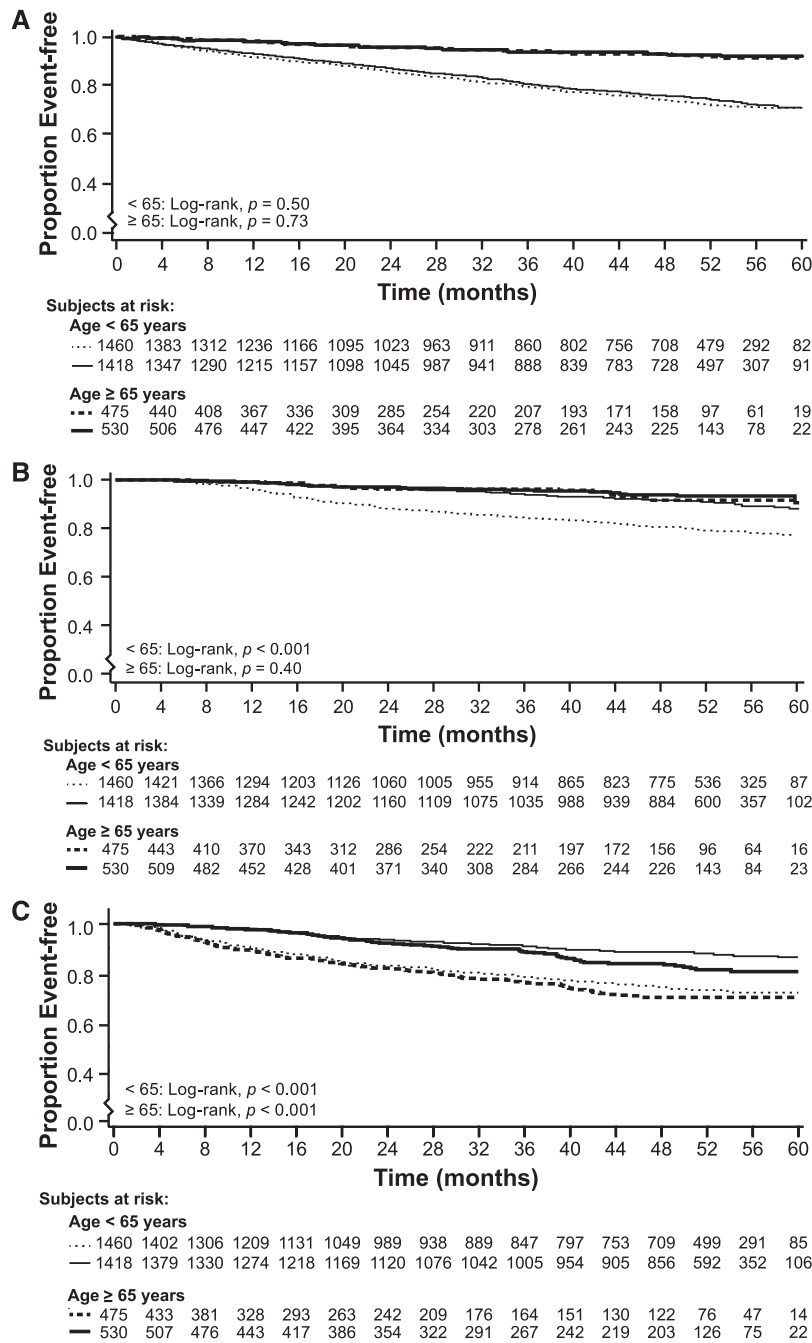 A
Proportion Event-free
1.0
0.8
0.6
0.4
0.0
< 65: Log-rank, p = 0.50
≥ 65: Log-rank, p = 0.73
0 4 8 12 16 20 24 28 32 36 40 44 48 52 56 60
Time (months)
Subjects at risk:
Age < 65 years
1460 1383 1312 1236 1166 1095 1023 963 911 860 802 756 708 479 292 82
1418 1347 1290 1215 1157 1098 1045 987 941 888 839 783 728 497 307 91
Age ≥ 65 years
475 440 408 367 336 309 285 254 220 207 193 171 158 97 61 19
530 506 476 447 422 395 364 334 303 278 261 243 225 143 78 22
B
Proportion Event-free
1.0
0.8
0.6
0.4
0.0
< 65: Log-rank, p < 0.001
≥ 65: Log-rank, p = 0.40
0 4 8 12 16 20 24 28 32 36 40 44 48 52 56 60
Time (months)
Subjects at risk:
Age < 65 years
1460 1421 1366 1294 1203 1126 1060 1005 955 914 865 823 775 536 325 87
1418 1384 1339 1284 1242 1202 1160 1109 1075 1035 988 939 884 600 357 102
Age ≥ 65 years
475 443 410 370 343 312 286 254 222 211 197 172 156 96 64 16
530 509 482 452 428 401 371 340 308 284 266 244 226 143 84 23
C
Proportion Event-free
1.0
0.8
0.6
0.4
0.0
< 65: Log-rank, p < 0.001
≥ 65: Log-rank, p < 0.001
0 4 8 12 16 20 24 28 32 36 40 44 48 52 56 60
Time (months)
Subjects at risk:
Age < 65 years
1460 1402 1306 1209 1131 1049 989 938 889 847 797 753 709 499 291 85
1418 1379 1330 1274 1218 1169 1120 1076 1042 1005 954 905 856 592 352 106
Age ≥ 65 years
475 433 381 328 293 263 242 209 176 164 151 130 122 76 47 14
530 507 476 443 417 386 354 322 291 267 242 219 203 126 75 22